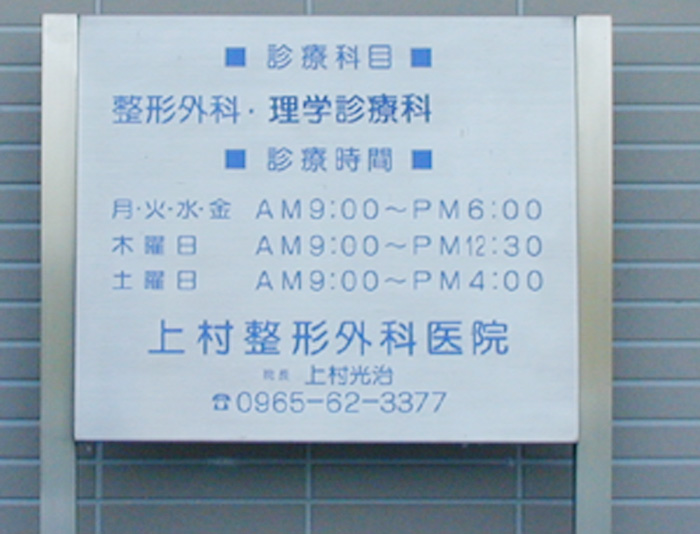 ■ 診療科目 ■
整形外科・理学診療科
■ 診療時間 ■
月・火・水・金 AM9:00～PM6:00
木曜日 AM9:00～PM12:30
土曜日 AM9:00～PM4:00
上村整形外科医院
院長 上村光治
☎0965-62-3377